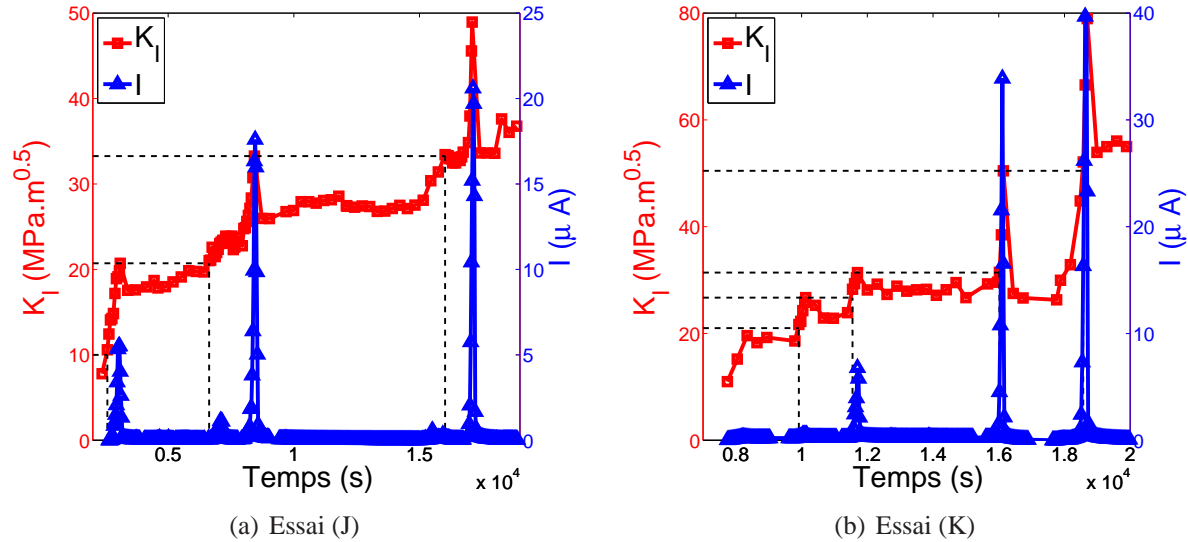 50
40
30
20
10
0
K_I (MPa.m^0.5)
K_I
I
25
20
15
10
5
0
I (μ A)
0.5
1
1.5
x 10^4
Temps (s)
(a) Essai (J)
80
60
40
20
0
K_I (MPa.m^0.5)
K_I
I
40
30
20
10
0
I (μ A)
0.8
1
1.2
1.4
1.6
1.8
2
x 10^4
Temps (s)
(b) Essai (K)